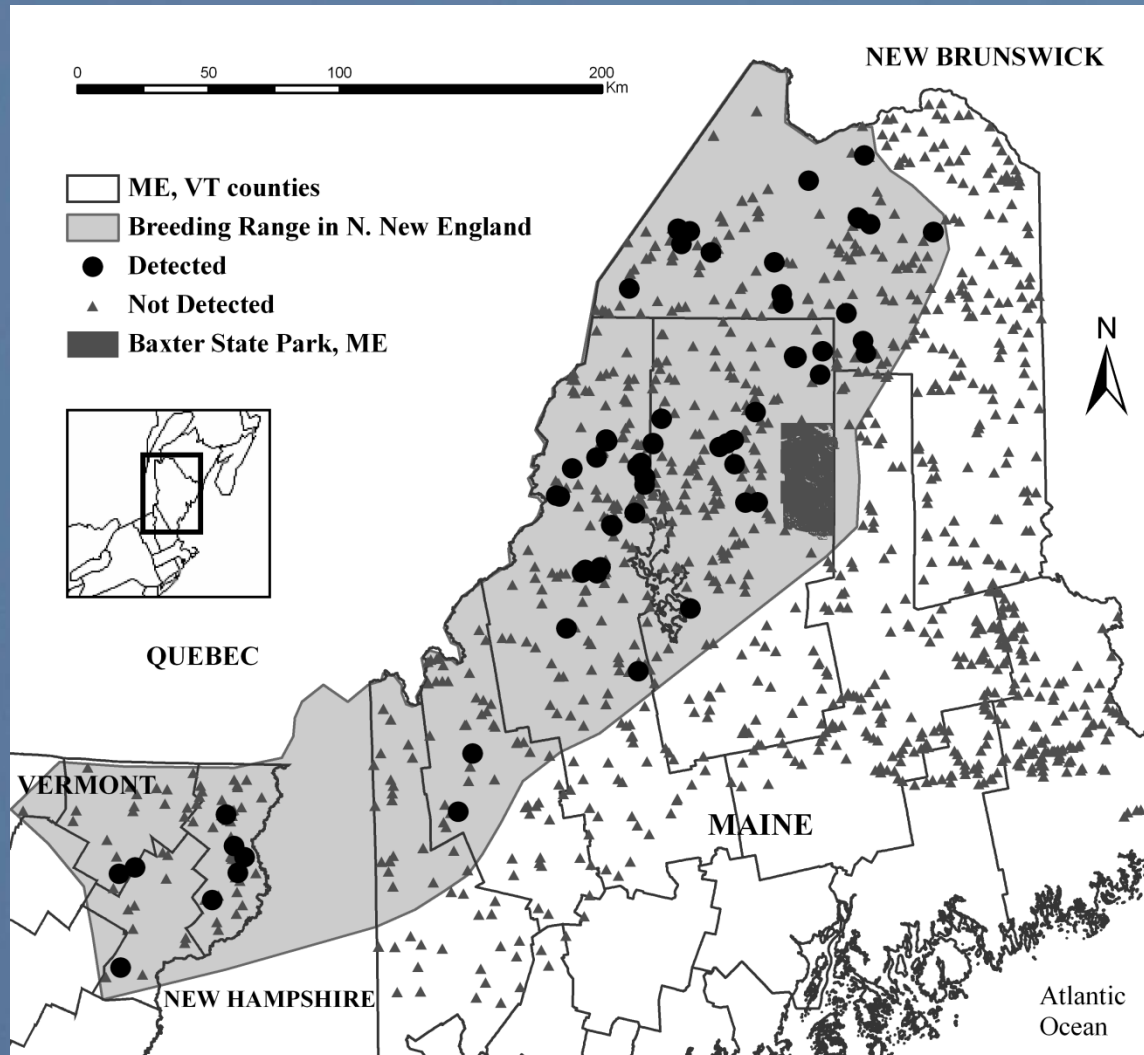 NEW BRUNSWICK
0 50 100 200
Km
ME, VT counties
Breeding Range in N. New England
Detected
Not Detected
Baxter State Park, ME
N
QUEBEC
VERMONT
MAINE
NEW HAMPSHIRE
Atlantic
Ocean